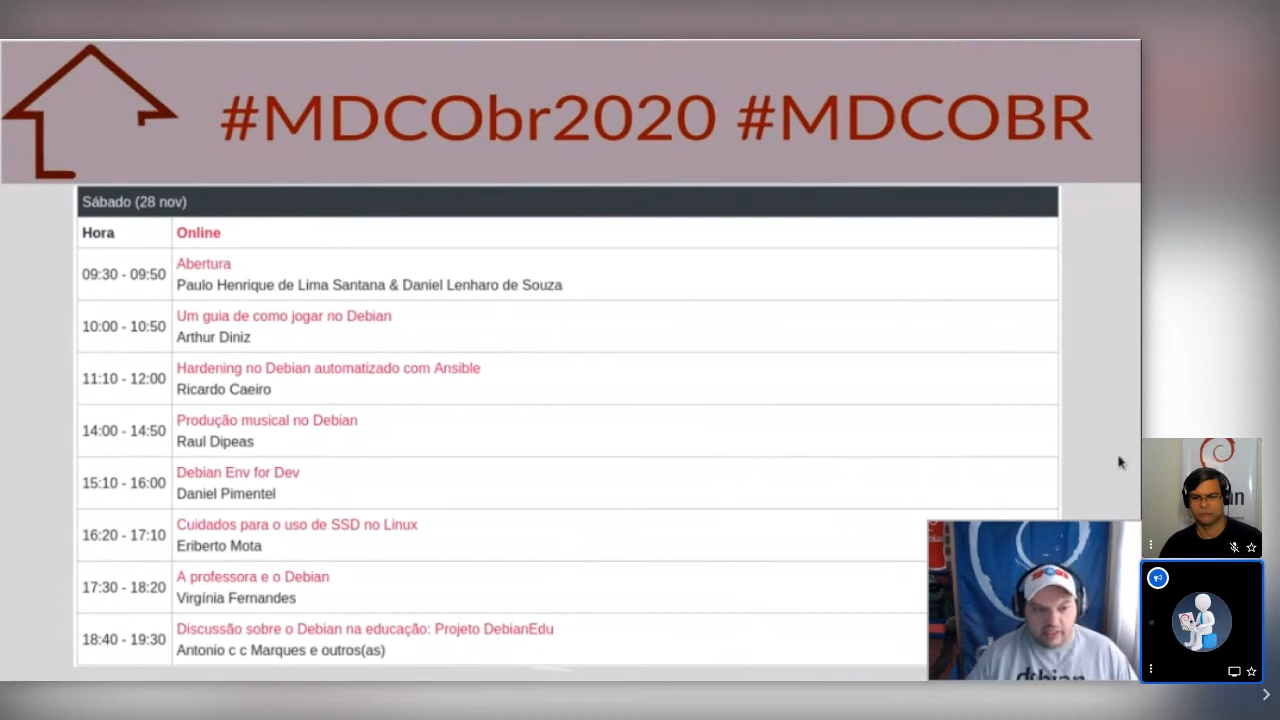 #MDCObr2020 #MDCOBR
Sábado (28 nov)
Hora Online
09:30 - 09:50 Abertura
Paulo Henrique de Lima Santana & Daniel Lenharo de Souza
10:00 - 10:50 Um guia de como jogar no Debian
Arthur Diniz
11:10 - 12:00 Hardening no Debian automatizado com Ansible
Ricardo Caeiro
14:00 - 14:50 Produção musical no Debian
Raul Dipeas
15:10 - 16:00 Debian Env for Dev
Daniel Pimentel
16:20 - 17:10 Cuidados para o uso de SSD no Linux
Eriberto Mota
17:30 - 18:20 A professora e o Debian
Virgínia Fernandes
18:40 - 19:30 Discussão sobre o Debian na educação: Projeto DebianEdu
Antonio c c Marques e outros(as)
debian